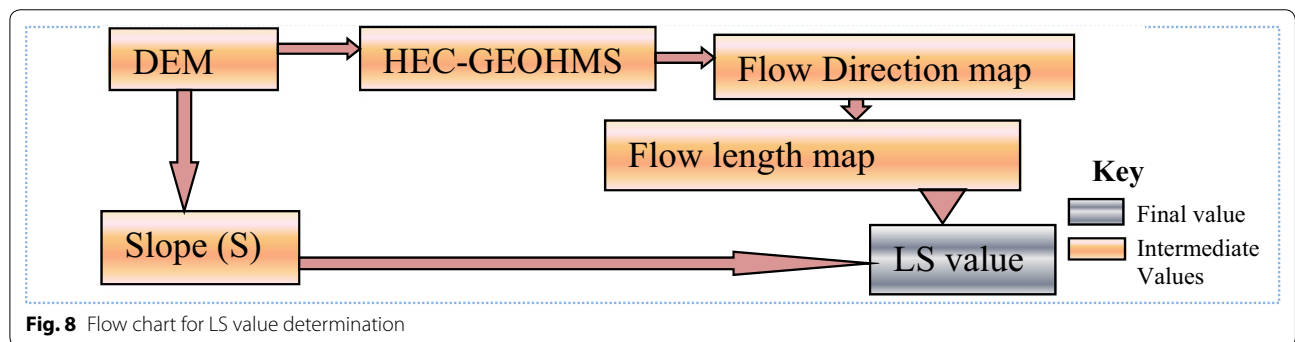 DEM
HEC-GEOHMS
Flow Direction map
Flow length map
Key
Final value
Slope (S)
LS value
Intermediate
Values
Fig. 8 Flow chart for LS value determination